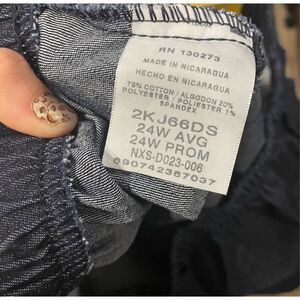 RN 130273
MADE IN NICARAGUA
HECHO EN NICARAGUA
79% COTTON / ALGODON 20%
POLYESTER / POLIESTER 1%
SPANDEX
2KJ66DS
24W AVG
24W PROM
NXS-D023-006
690742367037